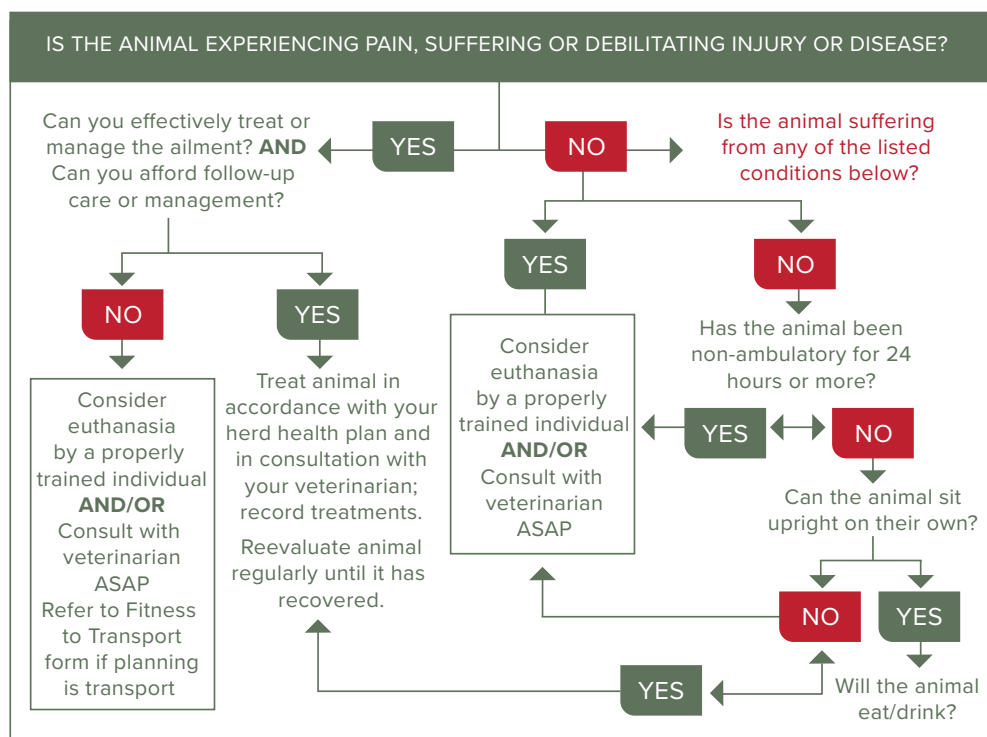 IS THE ANIMAL EXPERIENCING PAIN, SUFFERING OR DEBILITATING INJURY OR DISEASE?
Can you effectively treat or
manage the ailment? AND
Can you afford follow-up
care or management?
YES
NO
Is the animal suffering
from any of the listed
conditions below?
NO
YES
YES
NO
Consider
euthanasia
by a properly
trained individual
AND/OR
Consult with
veterinarian
ASAP
Refer to Fitness
to Transport
form if planning
is transport
Treat animal in
accordance with your
herd health plan and
in consultation with
your veterinarian;
record treatments.
Reevaluate animal
regularly until it has
recovered.
Consider
euthanasia
by a properly
trained individual
AND/OR
Consult with
veterinarian
ASAP
Has the animal been
non-ambulatory for 24
hours or more?
YES
NO
Can the animal sit
upright on their own?
NO
YES
YES
Will the animal
eat/drink?